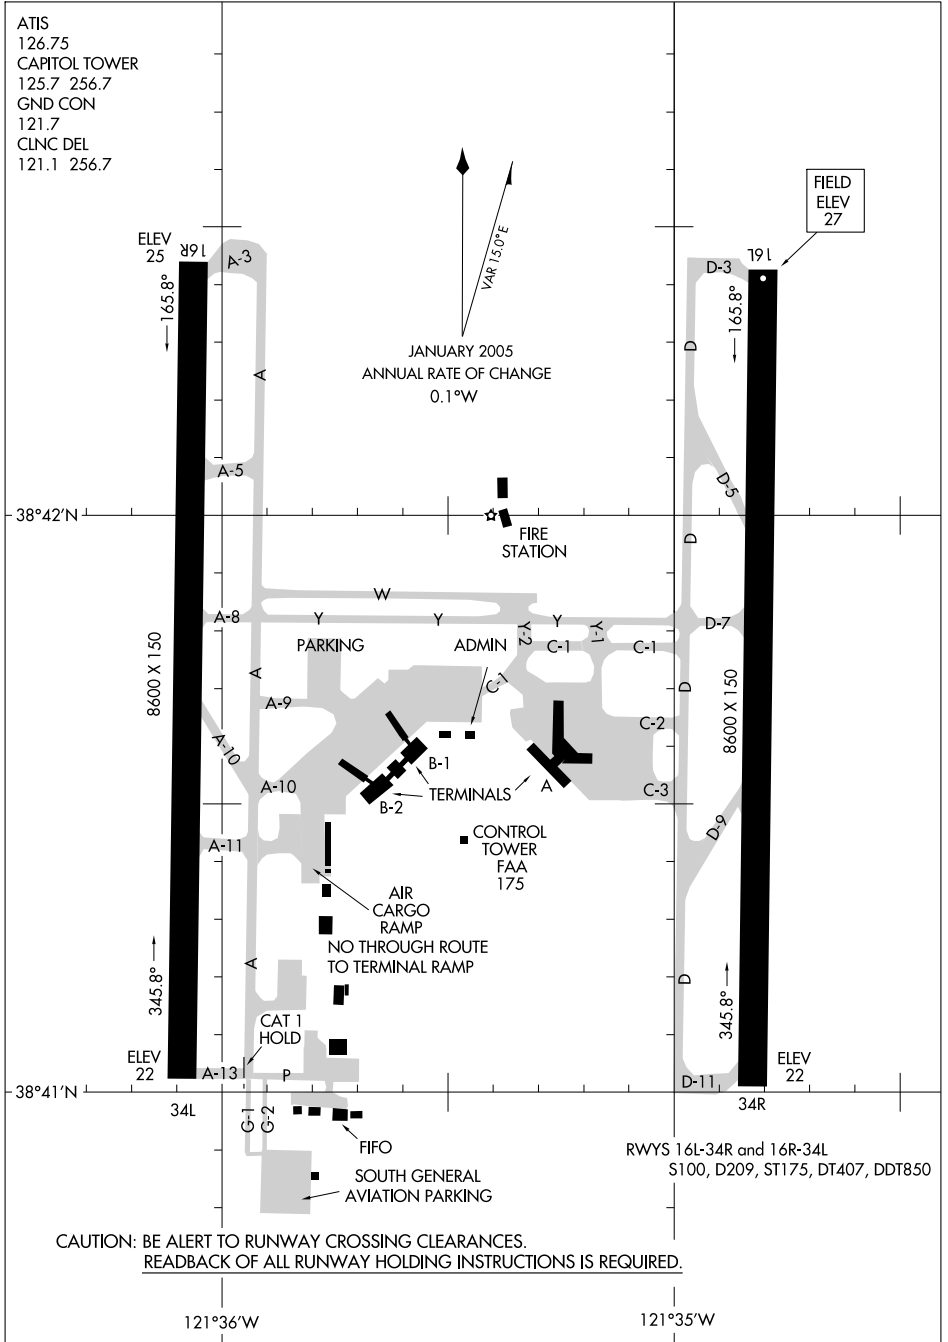 ATIS
126.75
CAPITOL TOWER
125.7 256.7
GND CON
121.7
CLNC DEL
121.1 256.7
VAR 15.0° E
JANUARY 2005
ANNUAL RATE OF CHANGE
0.1°W
FIELD
ELEV
27
ELEV
25
16R
A-3
165.8°
A
A-5
D-3
16L
D
165.8°
D-5
D
38°42'N
FIRE
STATION
W
A-8
Y
Y
Y-2
Y
Y-1
D-7
PARKING
ADMIN
C-1
C-1
8600 X 150
A
A-9
C-1
D
C-2
8600 X 150
A-10
A-10
B-1
TERMINALS
B-2
A
C-3
A-11
CONTROL
TOWER
FAA
175
D-9
AIR
CARGO
RAMP
NO THROUGH ROUTE
TO TERMINAL RAMP
345.8°
A
D
345.8°
CAT 1
HOLD
ELEV
22
A-13
P
D-11
ELEV
22
38°41'N
34L
G-1
G-2
34R
FIFO
RWYS 16L-34R and 16R-34L
S100, D209, ST175, DT407, DDT850
SOUTH GENERAL
AVIATION PARKING
CAUTION: BE ALERT TO RUNWAY CROSSING CLEARANCES.
READBACK OF ALL RUNWAY HOLDING INSTRUCTIONS IS REQUIRED.
121°36'W
121°35'W